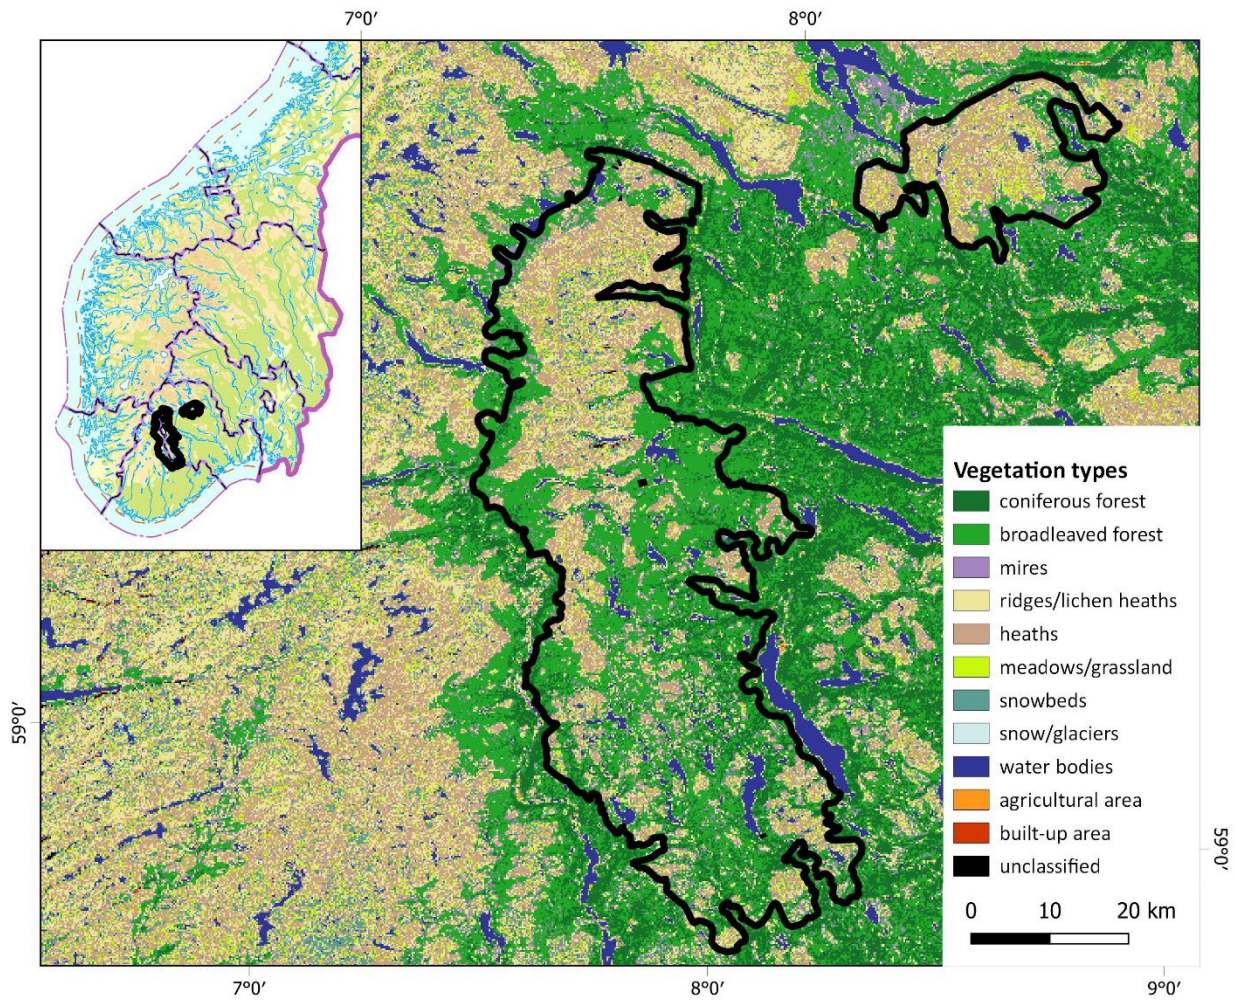 7°0′ 8°0′
59°0′
Vegetation types
coniferous forest
broadleaved forest
mires
ridges/lichen heaths
heaths
meadows/grassland
snowbeds
snow/glaciers
water bodies
agricultural area
built-up area
unclassified
0 10 20 km
59°0′
7°0′ 8°0′ 9°0′